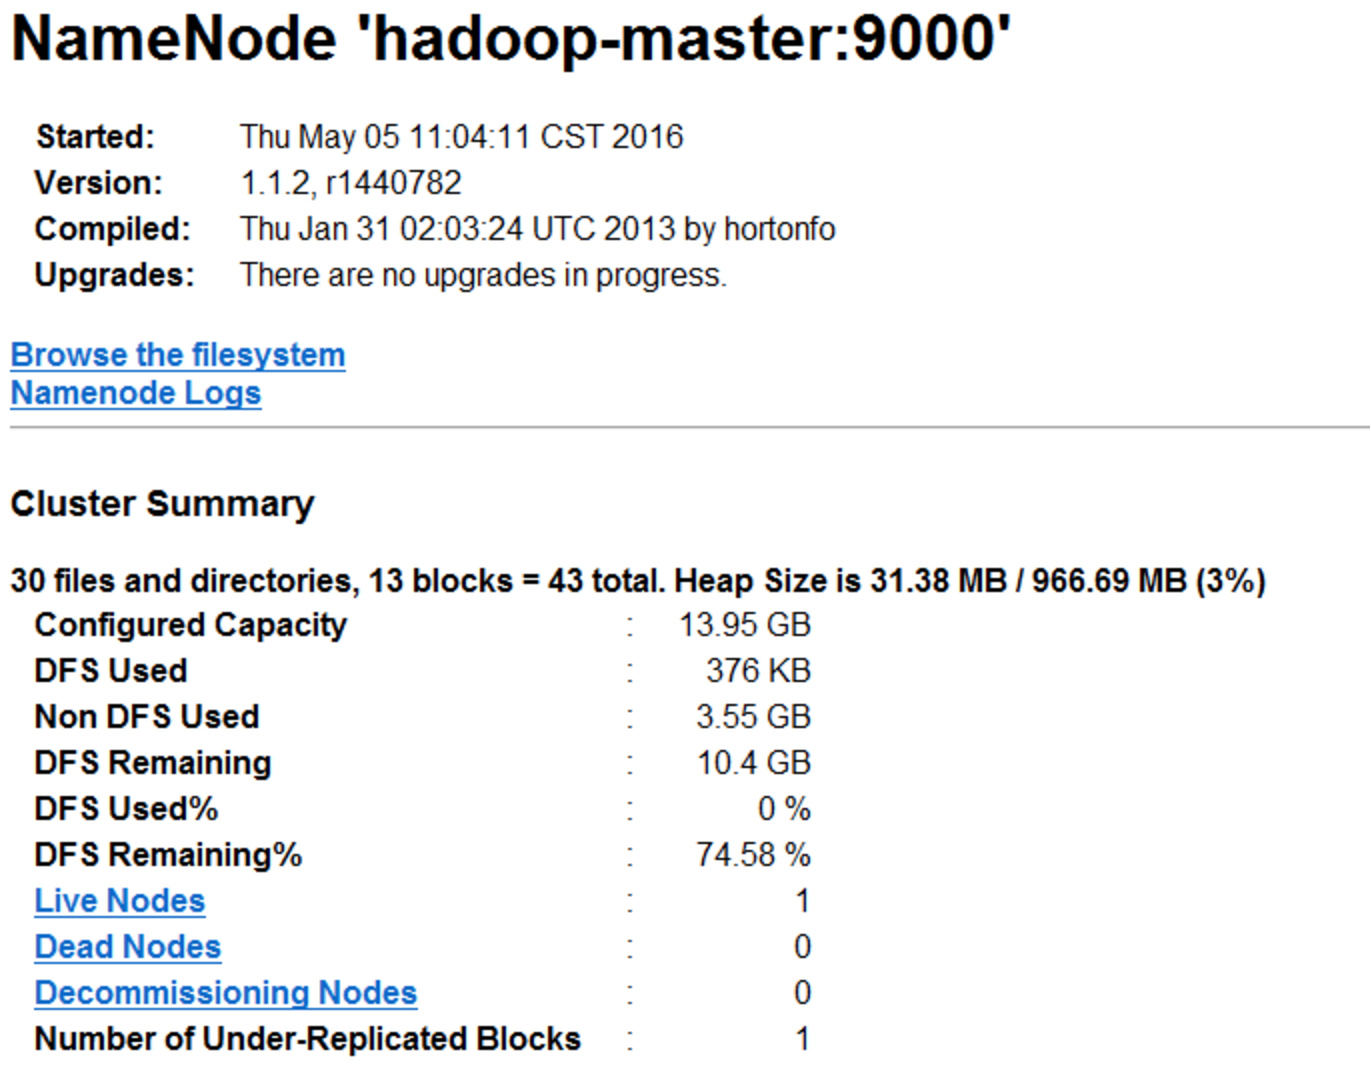 NameNode 'hadoop-master:9000'
Started: Thu May 05 11:04:11 CST 2016
Version: 1.1.2, r1440782
Compiled: Thu Jan 31 02:03:24 UTC 2013 by hortonfo
Upgrades: There are no upgrades in progress.
Browse the filesystem
Namenode Logs
Cluster Summary
30 files and directories, 13 blocks = 43 total. Heap Size is 31.38 MB / 966.69 MB (3%)
Configured Capacity : 13.95 GB
DFS Used : 376 KB
Non DFS Used : 3.55 GB
DFS Remaining : 10.4 GB
DFS Used% : 0 %
DFS Remaining% : 74.58 %
Live Nodes : 1
Dead Nodes : 0
Decommissioning Nodes : 0
Number of Under-Replicated Blocks : 1